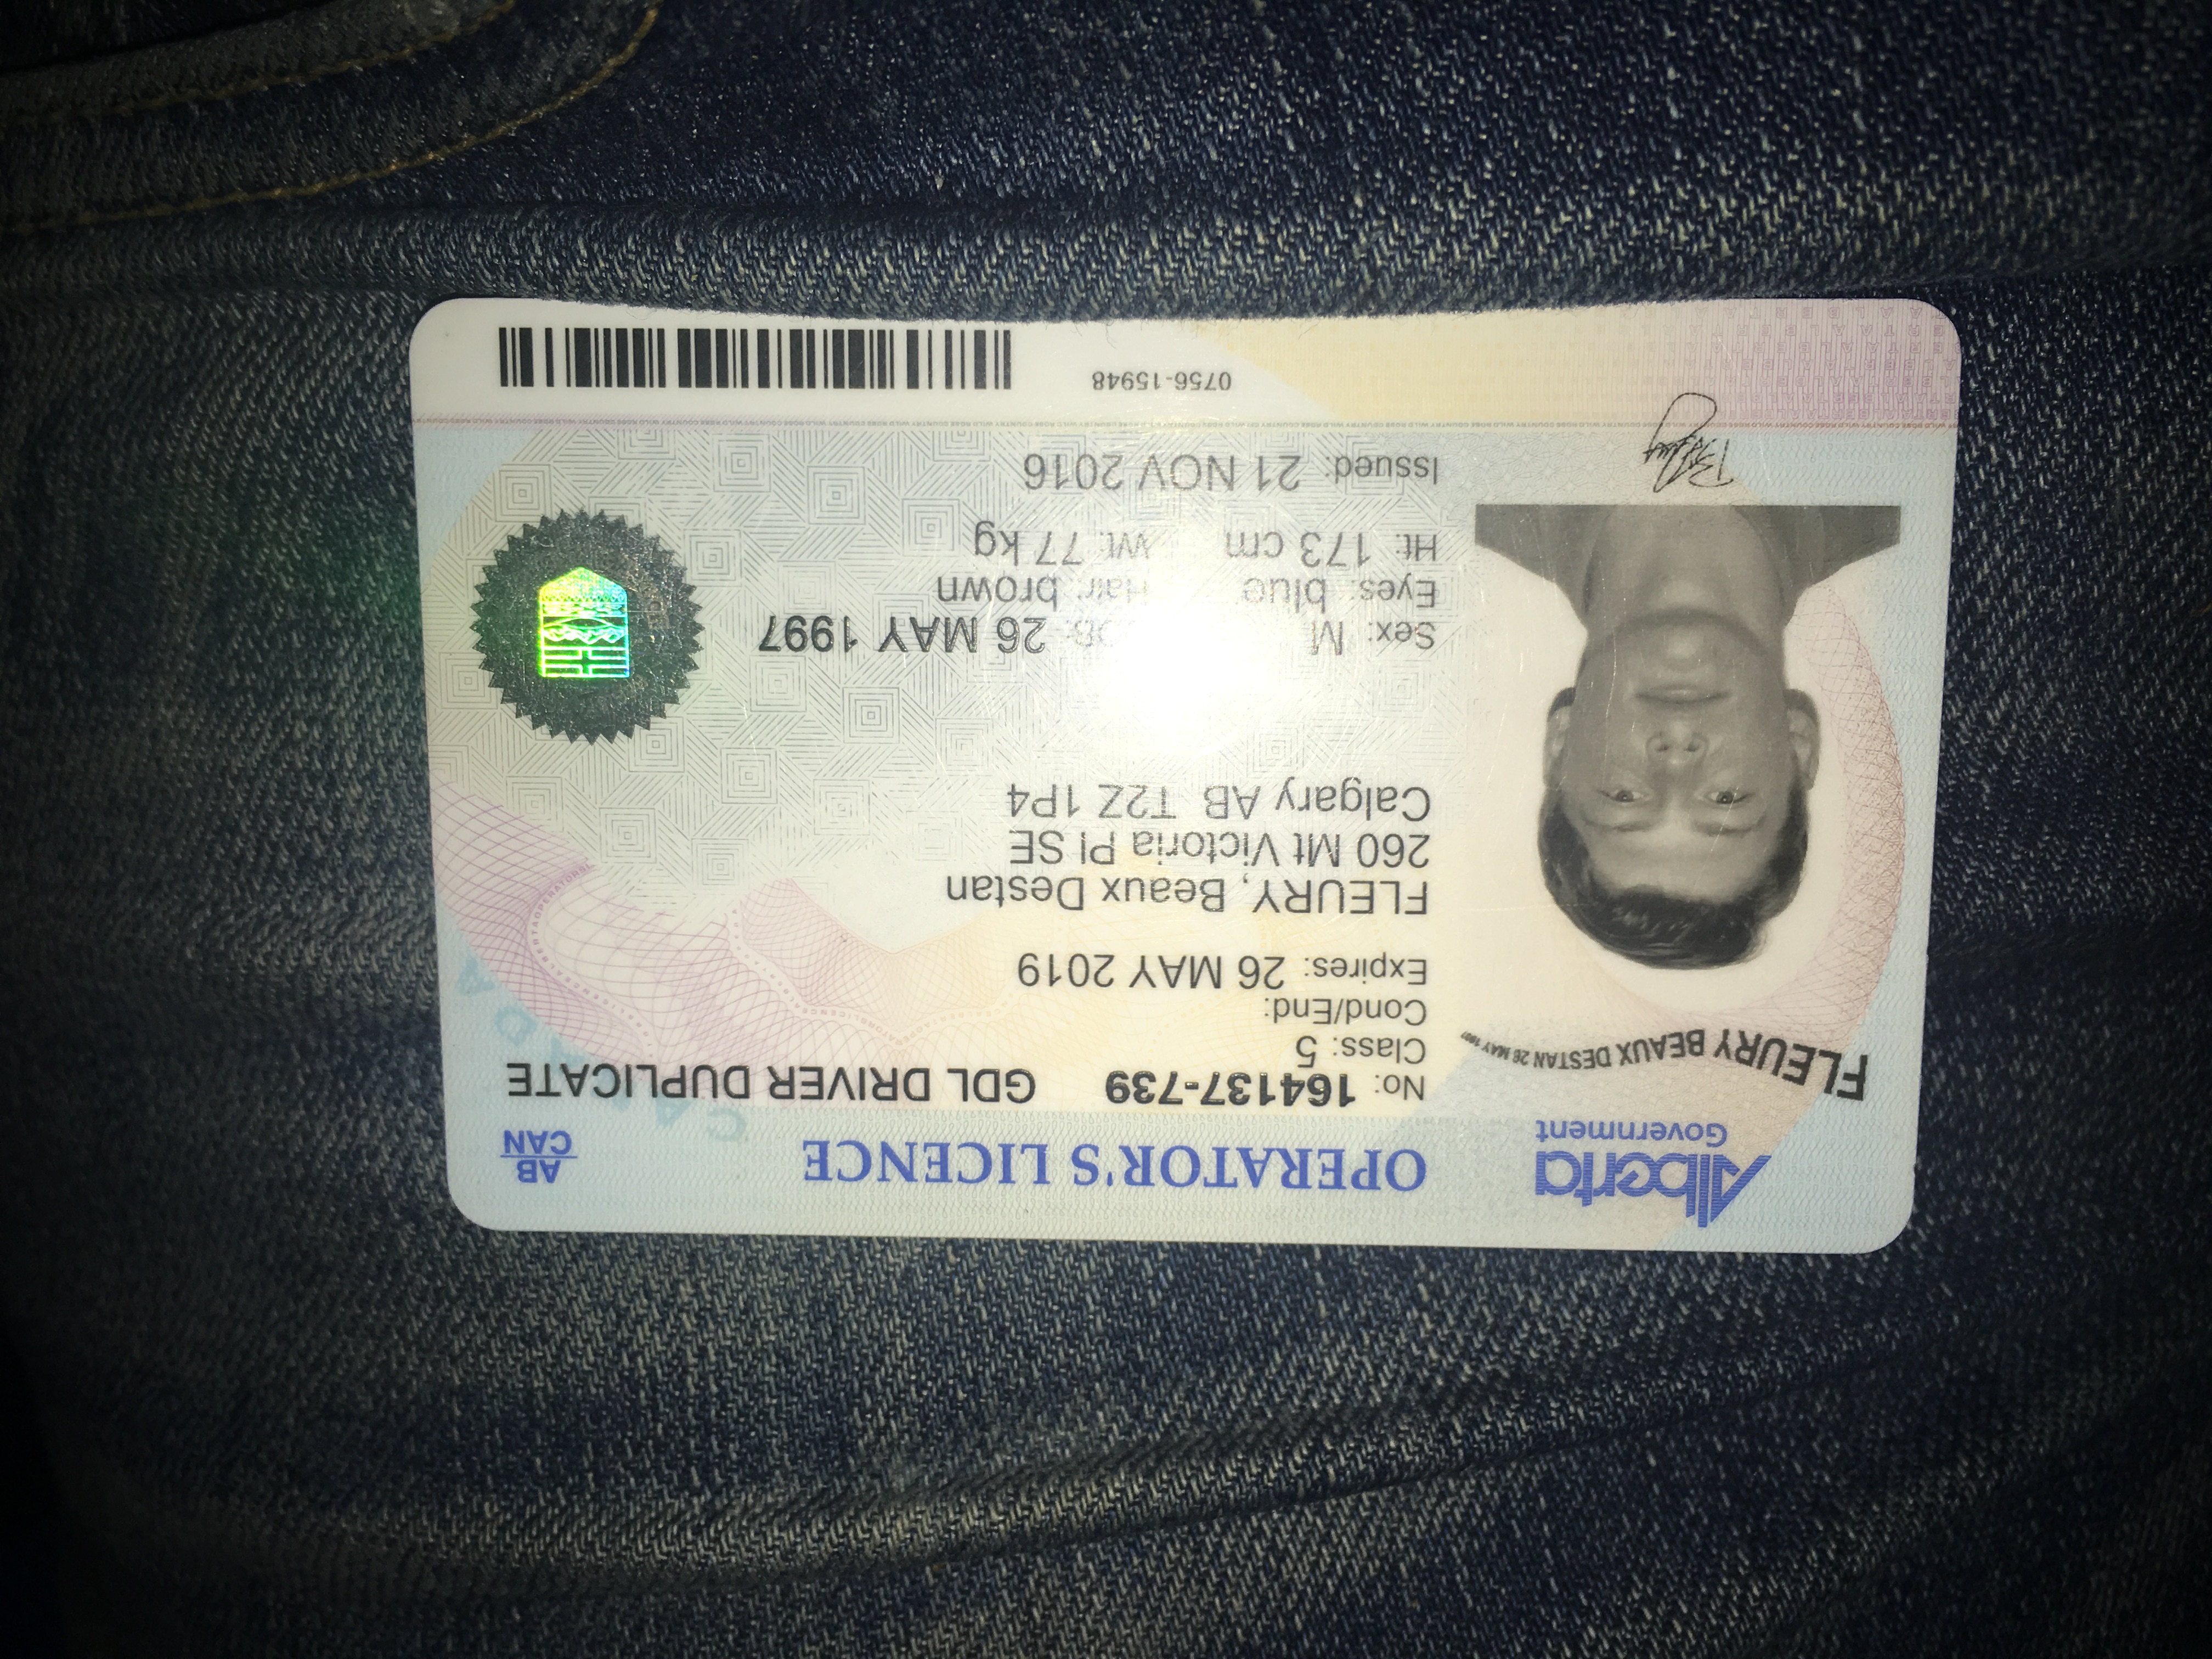 Alberta
Government
OPERATOR'S LICENCE
AB
CAN
CANADA
No: 164137-739 GDL DRIVER DUPLICATE
Class: 5
Cond/End:
Expires: 26 MAY 2019
FLEURY BEAUX DESTAN 26 MAY 1997
FLEURY, Beaux Destan
260 Mt Victoria Pl SE
Calgary AB T2Z 1P4
Sex: M 26 MAY 1997
Eyes: blue Hair: brown
Ht: 173 cm Wt: 77 kg
Issued: 21 NOV 2016
0756-15948